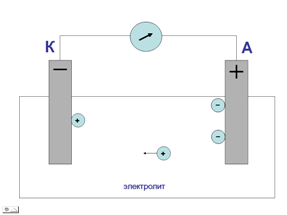 К А
− +
−
+ −
+
электролит